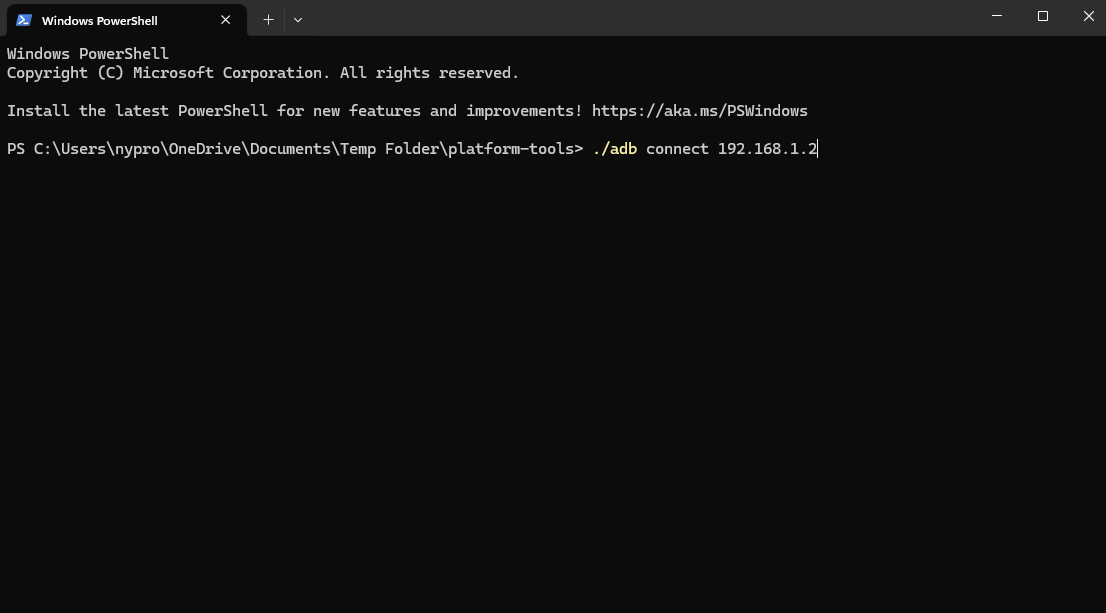 Windows PowerShell
Windows PowerShell
Copyright (C) Microsoft Corporation. All rights reserved.
Install the latest PowerShell for new features and improvements! https://aka.ms/PSWindows
PS C:\Users\nypro\OneDrive\Documents\Temp Folder\platform-tools> ./adb connect 192.168.1.2